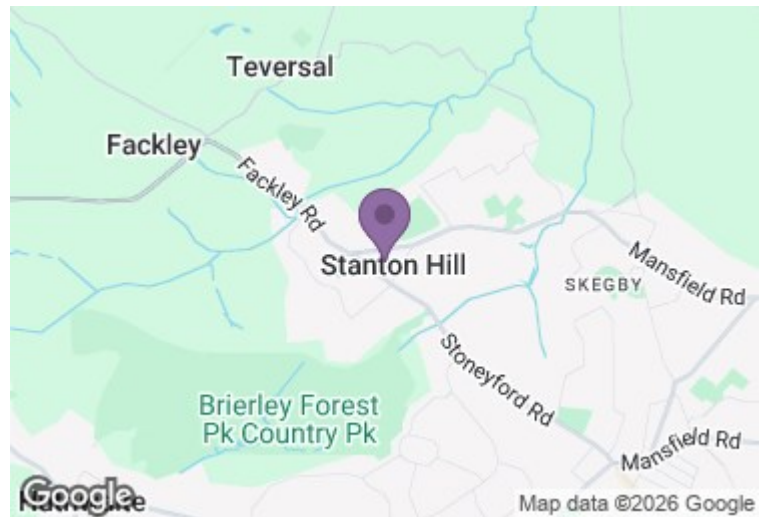 Teversal
Fackley
Fackley Rd
Stanton Hill
SKEGBY
Mansfield Rd
Stoneyford Rd
Brierley Forest
Pk Country Pk
Mansfield Rd
Google
Map data ©2026 Google